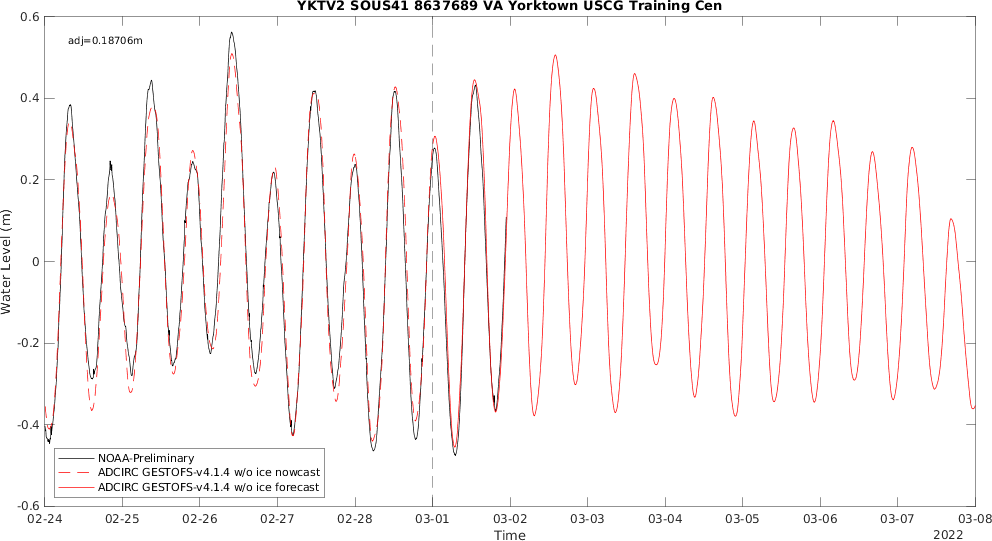 YKTV2 SOUS41 8637689 VA Yorktown USCG Training Cen
adj=0.18706m
0.6
0.4
0.2
0
-0.2
-0.4
-0.6
Water Level (m)
NOAA-Preliminary
ADCIRC GESTOFS-v4.1.4 w/o ice nowcast
ADCIRC GESTOFS-v4.1.4 w/o ice forecast
02-24 02-25 02-26 02-27 02-28 03-01 03-02 03-03 03-04 03-05 03-06 03-07 03-08
Time
2022